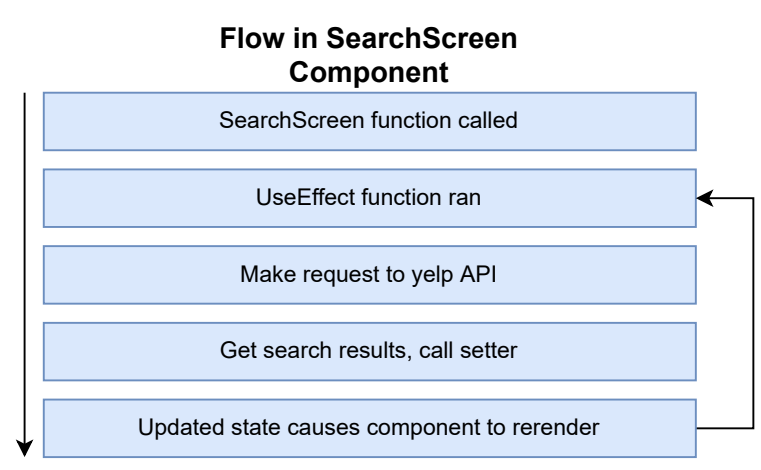 Flow in SearchScreen
Component
SearchScreen function called
UseEffect function ran
Make request to yelp API
Get search results, call setter
Updated state causes component to rerender